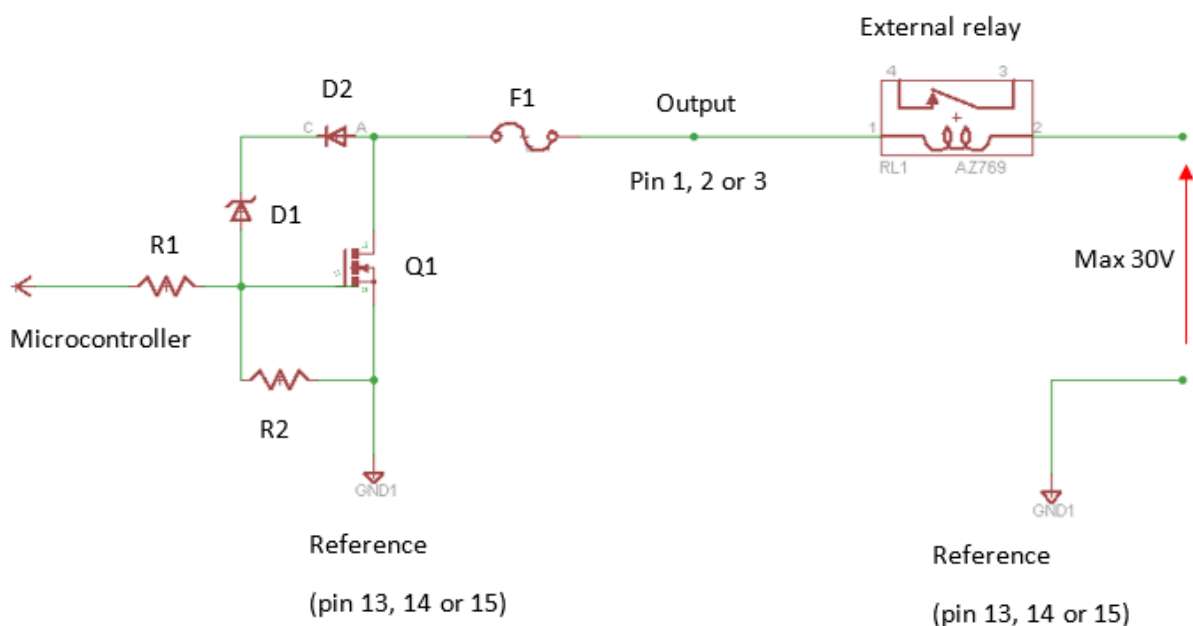 External relay
4
3
D2
F1
Output
C
A
+
1
2
RL1
AZ769
Pin 1, 2 or 3
D1
R1
Q1
Max 30V
Microcontroller
R2
GND1
GND1
Reference
(pin 13, 14 or 15)
Reference
(pin 13, 14 or 15)